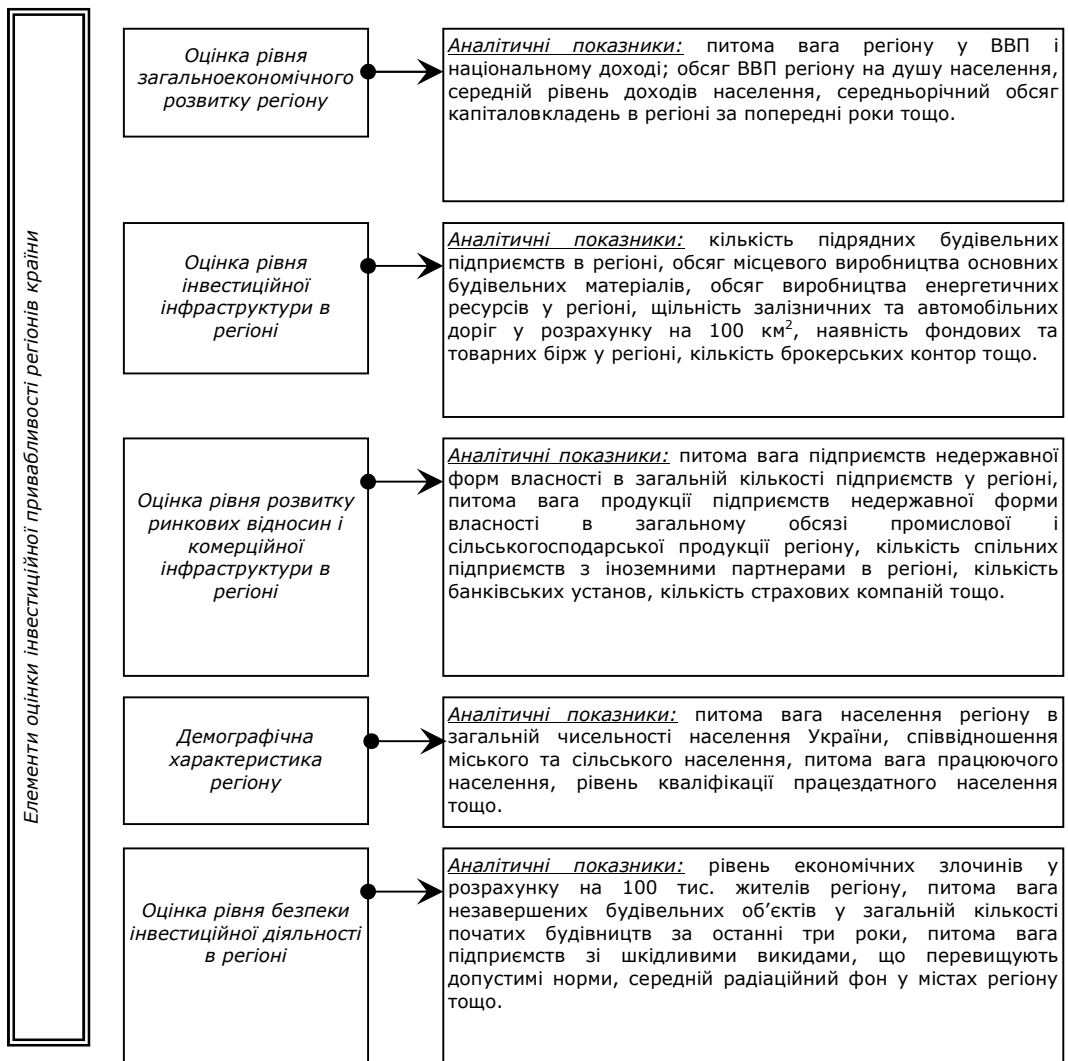 Елементи оцінки інвестиційної привабливості регіонів країни
Оцінка рівня
загальноекономічного
розвитку регіону
Аналітичні показники: питома вага регіону у ВВП і
національному доході; обсяг ВВП регіону на душу населення,
середній рівень доходів населення, середньорічний обсяг
капіталовкладень в регіоні за попередні роки тощо.
Оцінка рівня
інвестиційної
інфраструктури в
регіоні
Аналітичні показники: кількість підрядних будівельних
підприємств в регіоні, обсяг місцевого виробництва основних
будівельних матеріалів, обсяг виробництва енергетичних
ресурсів у регіоні, щільність залізничних та автомобільних
доріг у розрахунку на 100 км², наявність фондових та
товарних бірж у регіоні, кількість брокерських контор тощо.
Оцінка рівня розвитку
ринкових відносин і
комерційної
інфраструктури в
регіоні
Аналітичні показники: питома вага підприємств недержавної
форм власності в загальній кількості підприємств у регіоні,
питома вага продукції підприємств недержавної форми
власності в загальному обсязі промислової і
сільськогосподарської продукції регіону, кількість спільних
підприємств з іноземними партнерами в регіоні, кількість
банківських установ, кількість страхових компаній тощо.
Демографічна
характеристика
регіону
Аналітичні показники: питома вага населення регіону в
загальній чисельності населення України, співвідношення
міського та сільського населення, питома вага працюючого
населення, рівень кваліфікації працездатного населення
тощо.
Оцінка рівня безпеки
інвестиційної діяльності
в регіоні
Аналітичні показники: рівень економічних злочинів у
розрахунку на 100 тис. жителів регіону, питома вага
незавершених будівельних об’єктів у загальній кількості
початих будівництв за останні три роки, питома вага
підприємств зі шкідливими викидами, що перевищують
допустимі норми, середній радіаційний фон у містах регіону
тощо.